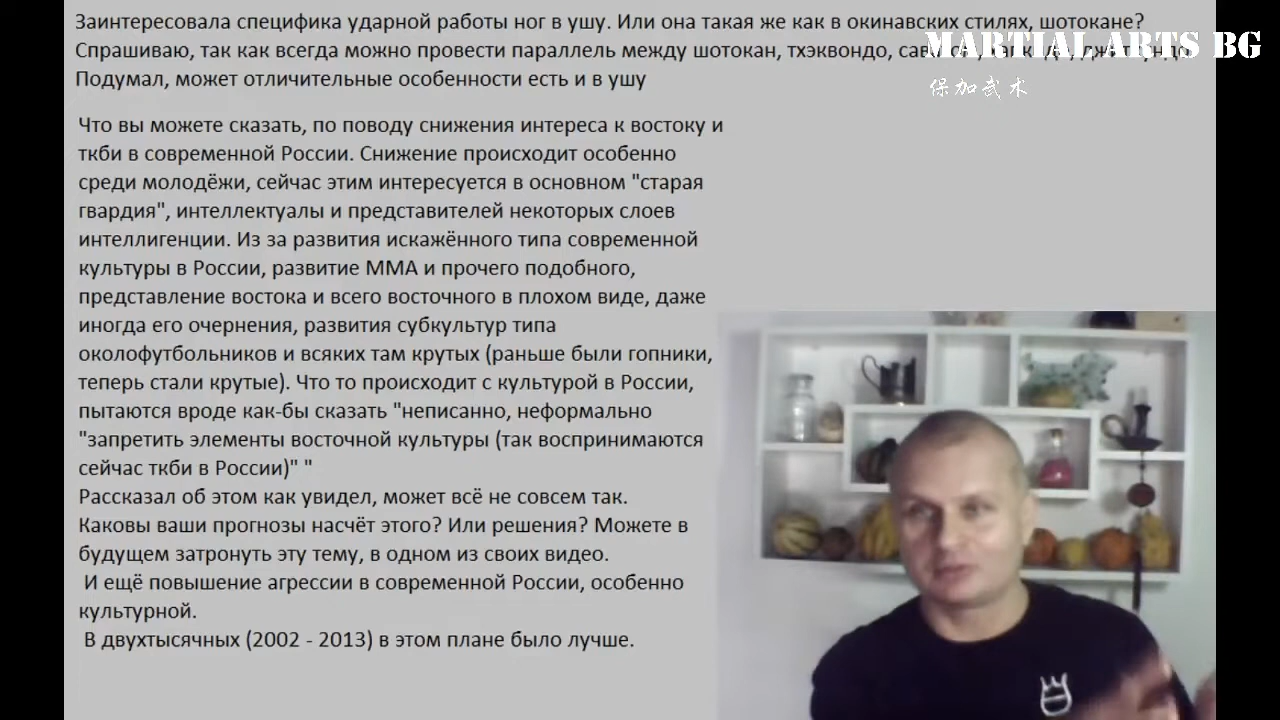 Заинтересовала специфика ударной работы ног в ушу. Или она такая же как в окинавских стилях, шотокане?
Спрашиваю, так как всегда можно провести параллель между шотокан, тхэквондо,
Подумал, может отличительные особенности есть и в ушу
MARTIAL ARTS BG
保加武术
Что вы можете сказать, по поводу снижения интереса к востоку и
ткби в современной России. Снижение происходит особенно
среди молодёжи, сейчас этим интересуется в основном "старая
гвардия", интеллектуалы и представителей некоторых слоев
интеллигенции. Из за развития искажённого типа современной
культуры в России, развитие ММА и прочего подобного,
представление востока и всего восточного в плохом виде, даже
иногда его очернения, развития субкультур типа
околофутбольников и всяких там крутых (раньше были гопники,
теперь стали крутые). Что то происходит с культурой в России,
пытаются вроде как-бы сказать "неписанно, неформально
"запретить элементы восточной культуры (так воспринимаются
сейчас ткби в России)" "
Рассказал об этом как увидел, может всё не совсем так.
Каковы ваши прогнозы насчёт этого? Или решения? Можете в
будущем затронуть эту тему, в одном из своих видео.
И ещё повышение агрессии в современной России, особенно
культурной.
В двухтысячных (2002 - 2013) в этом плане было лучше.